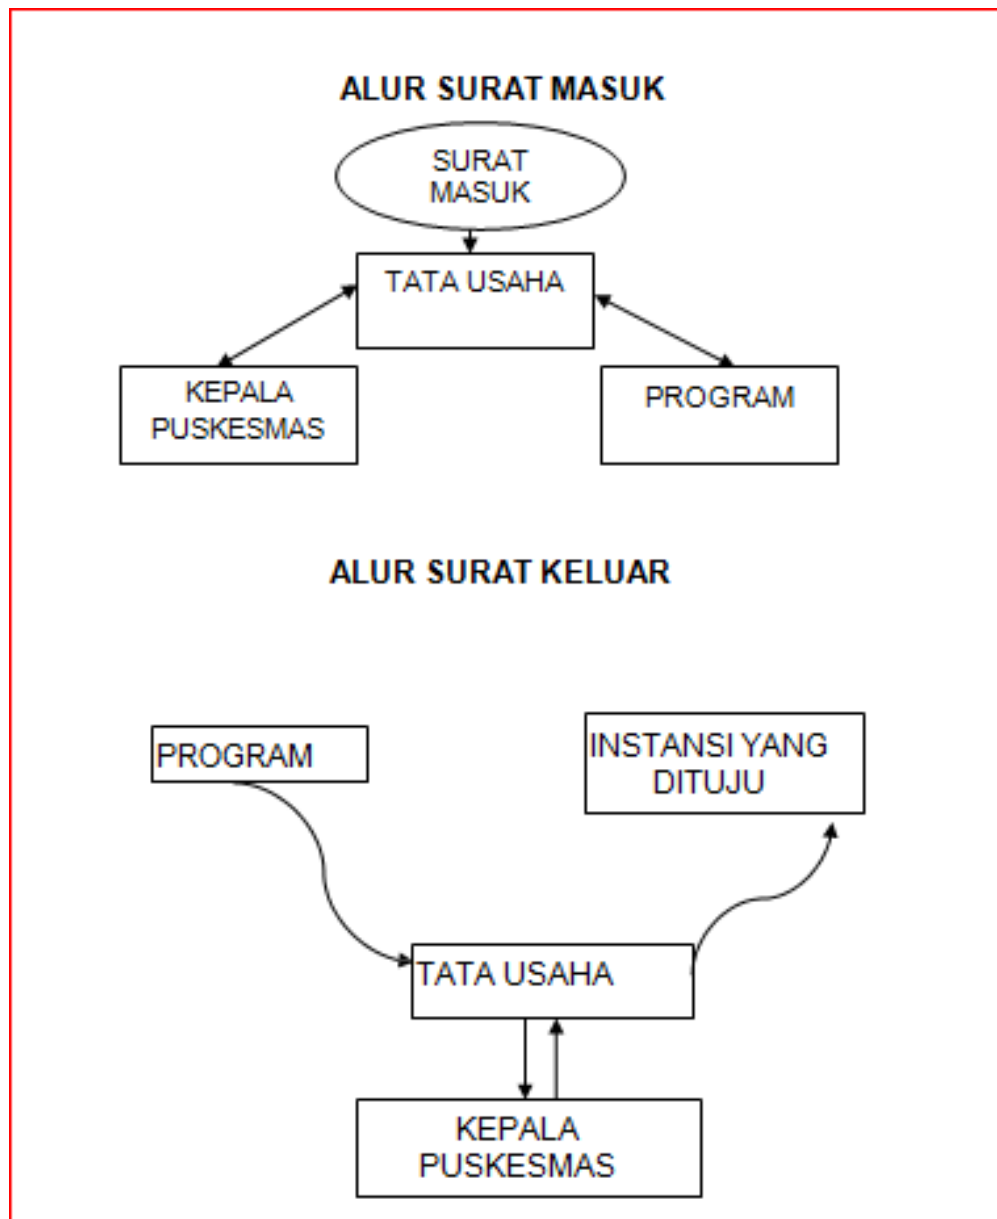 ALUR SURAT MASUK
SURAT
MASUK
TATA USAHA
KEPALA
PUSKESMAS
PROGRAM
ALUR SURAT KELUAR
PROGRAM
INSTANSI YANG
DITUJU
TATA USAHA
KEPALA
PUSKESMAS